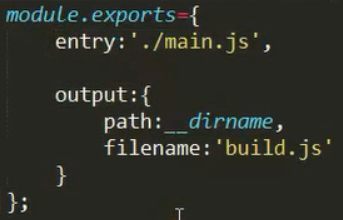 module.exports={
    entry:'./main.js',

    output:{
        path:__dirname,
        filename:'build.js'
    }
};